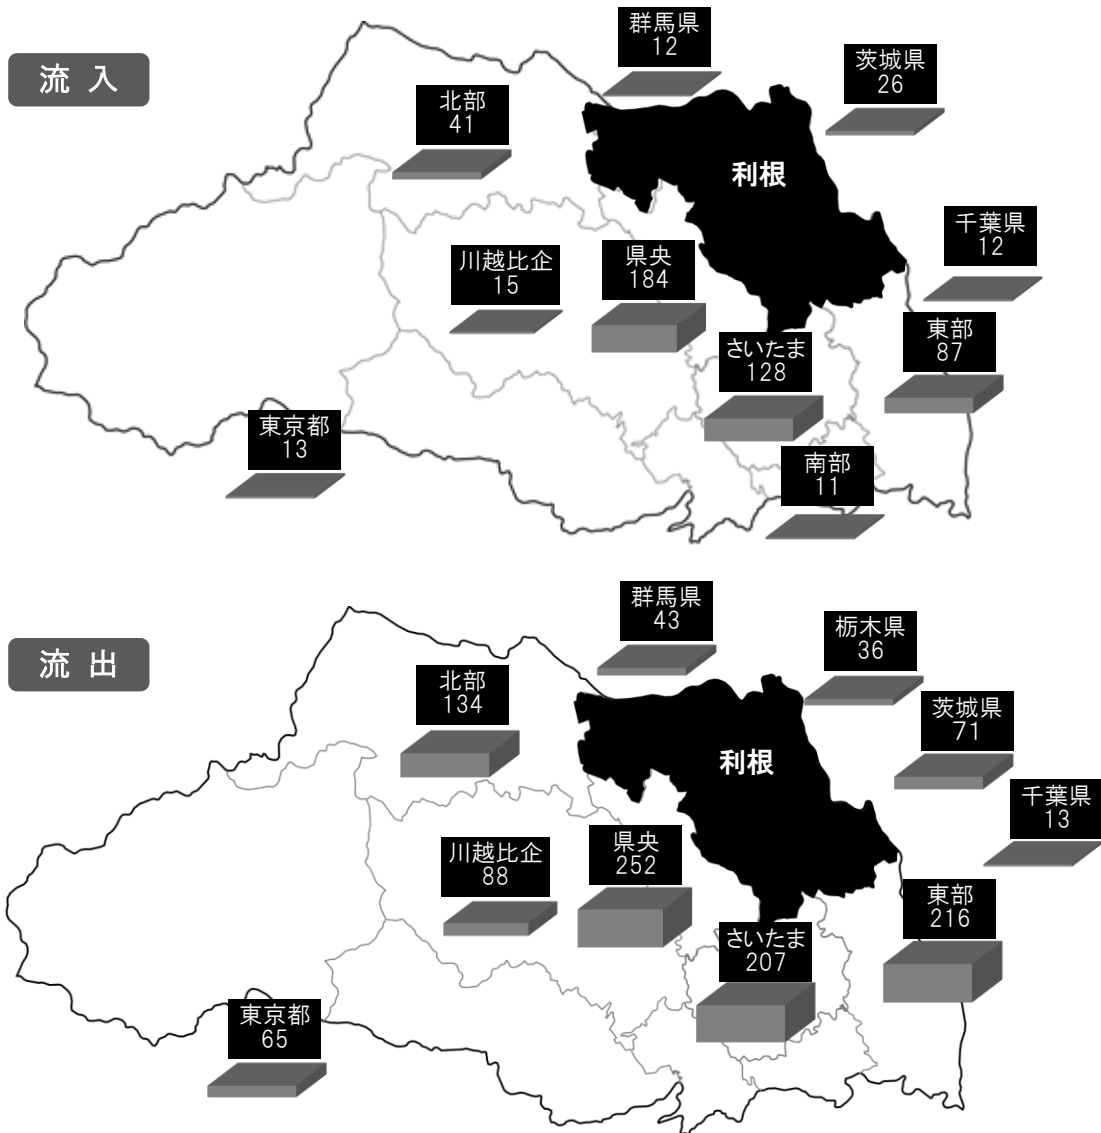 流入
群馬県
12
茨城県
26
北部
41
利根
千葉県
12
川越比企
15
県央
184
東部
87
さいたま
128
東京都
13
南部
11
流出
群馬県
43
栃木県
36
北部
134
茨城県
71
利根
千葉県
13
川越比企
88
県央
252
東部
216
さいたま
207
東京都
65